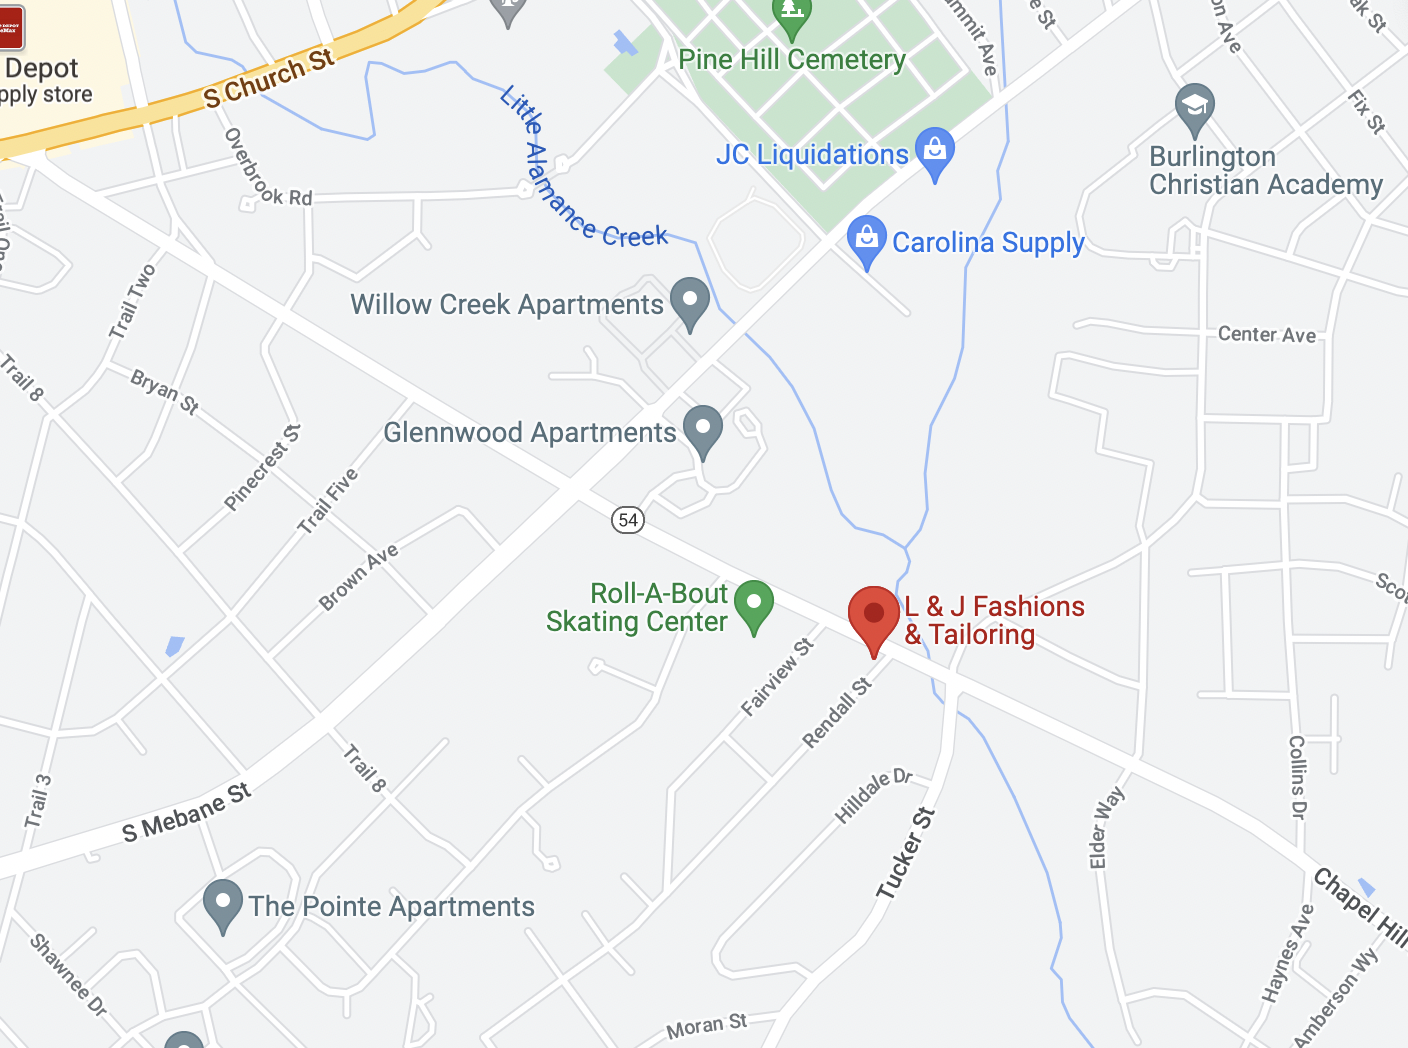 Pine Hill Cemetery
Depot
S Church St
Little Alamance Creek
JC Liquidations
Fix St
Burlington
Christian Academy
Overbrook Rd
Carolina Supply
Trail Two
Willow Creek Apartments
Center Ave
Trail 8
Bryan St
Glennwood Apartments
Pinecrest St
Trail Five
54
Brown Ave
Roll-A-Bout
Skating Center
L & J Fashions
& Tailoring
Fairview St
Rendall St
Trail 8
Hilldale Dr
Collins Dr
Trail 3
S Mebane St
Elder Way
Tucker St
Chapel Hill
The Pointe Apartments
Haynes Ave
Shawnee Dr
Amberson Wy
Moran St